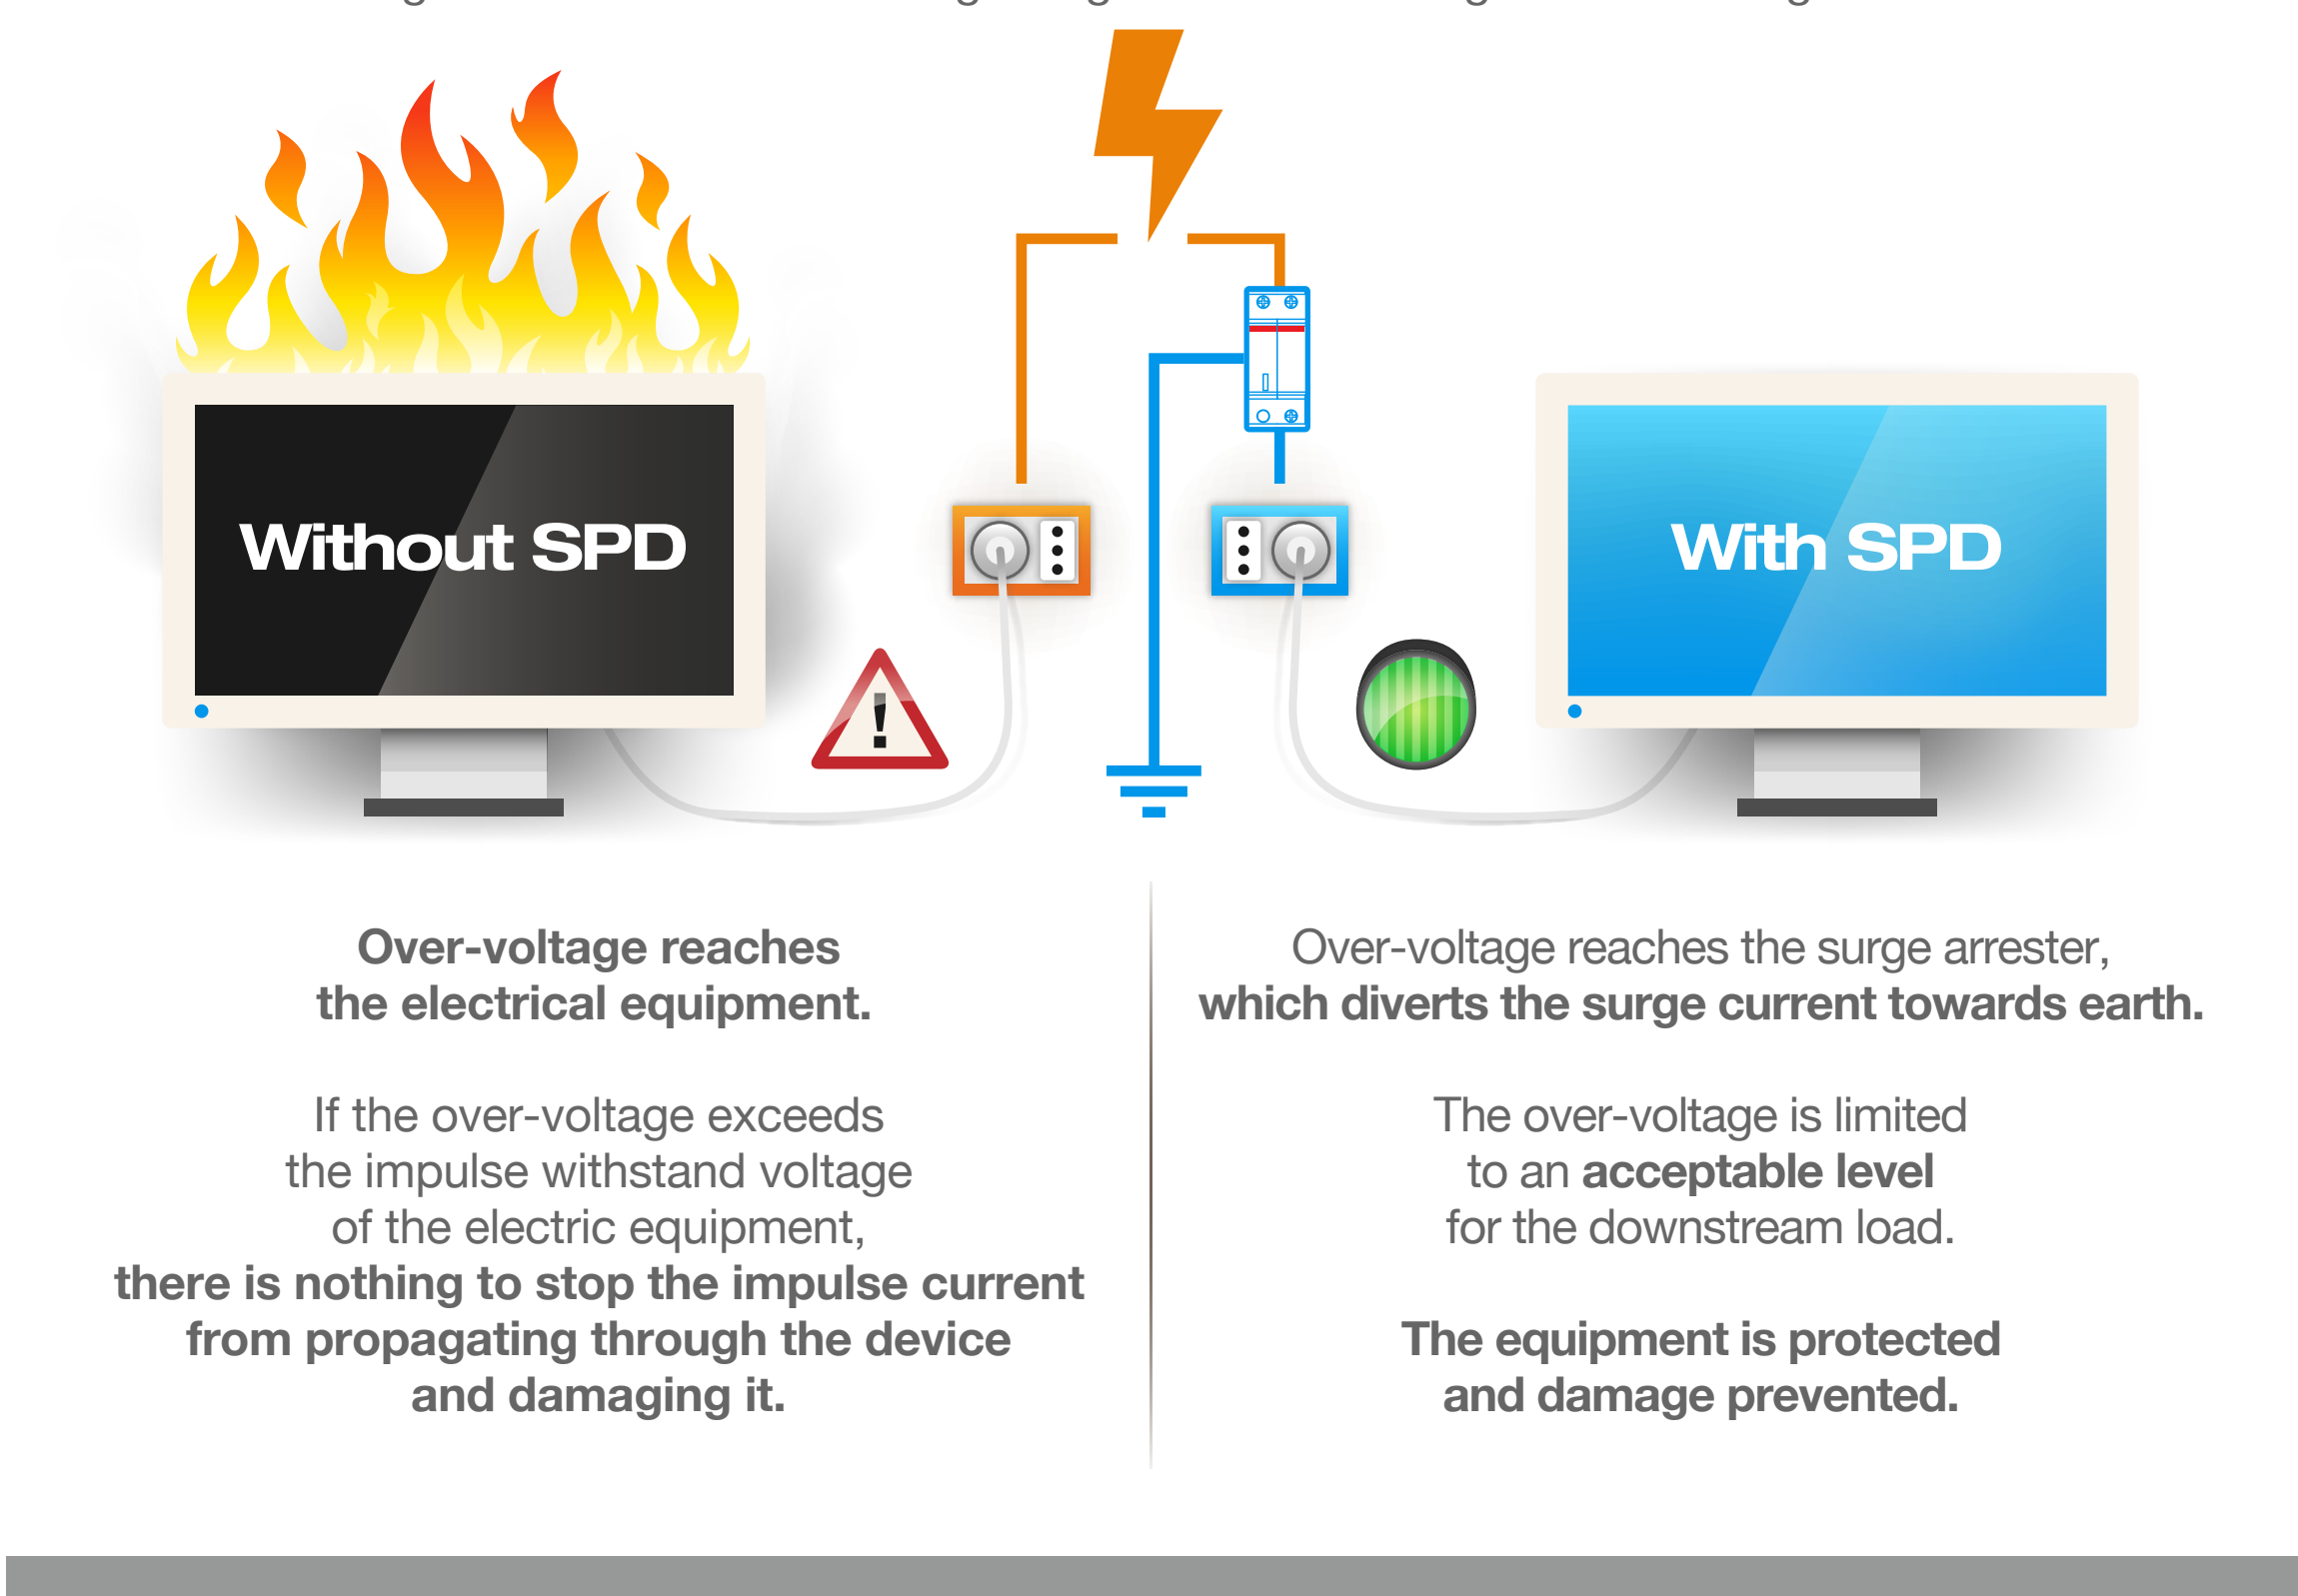 Without SPD
With SPD
!
Over-voltage reaches
the electrical equipment.
If the over-voltage exceeds
the impulse withstand voltage
of the electric equipment,
there is nothing to stop the impulse current
from propagating through the device
and damaging it.
Over-voltage reaches the surge arrester,
which diverts the surge current towards earth.
The over-voltage is limited
to an acceptable level
for the downstream load.
The equipment is protected
and damage prevented.